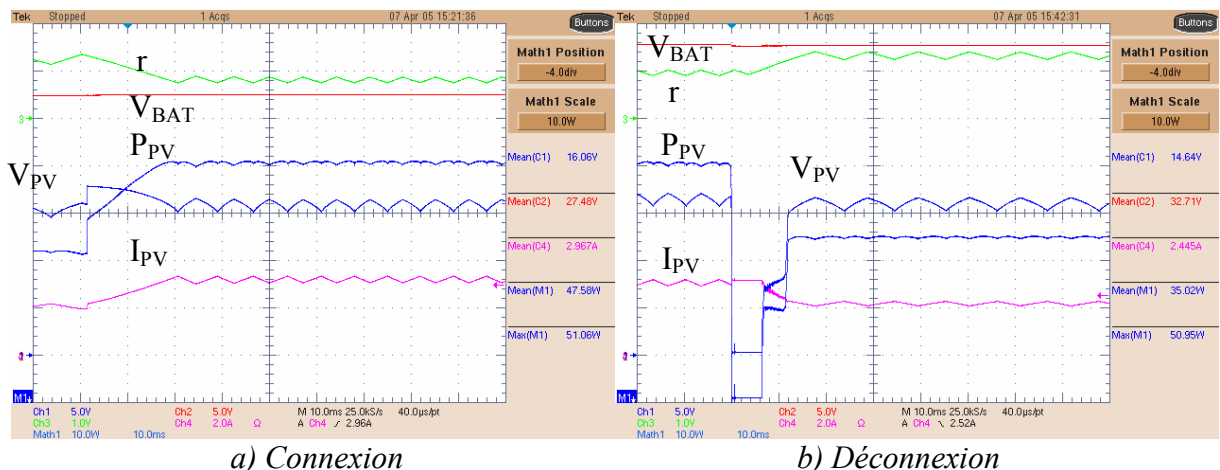 Tek Stopped 1 Acqs 07 Apr 05 15:21:36 Buttons
Math1 Position
-4.0div
Math1 Scale
10.0W
Mean(C1) 16.06V
Mean(C2) 27.48V
Mean(C4) 2.967A
Mean(M1) 47.58W
Max(M1) 51.06W
r
VBAT
PPV
VPV
IPV
3
M1
Ch1 5.0V Ch2 5.0V M 10.0ms 25.0kS/s 40.0µs/pt
Ch3 1.0V Ch4 2.0A Ω A Ch4 / 2.96A
Math1 10.0W 10.0ms
a) Connexion
Tek Stopped 1 Acqs 07 Apr 05 15:42:31 Buttons
Math1 Position
-4.0div
Math1 Scale
10.0W
Mean(C1) 14.64V
Mean(C2) 32.71V
Mean(C4) 2.445A
Mean(M1) 35.02W
Max(M1) 50.95W
VBAT
r
PPV
VPV
IPV
3
M1
Ch1 5.0V Ch2 5.0V M 10.0ms 25.0kS/s 40.0µs/pt
Ch3 1.0V Ch4 2.0A Ω A Ch4 \ 2.52A
Math1 10.0W 10.0ms
b) Déconnexion